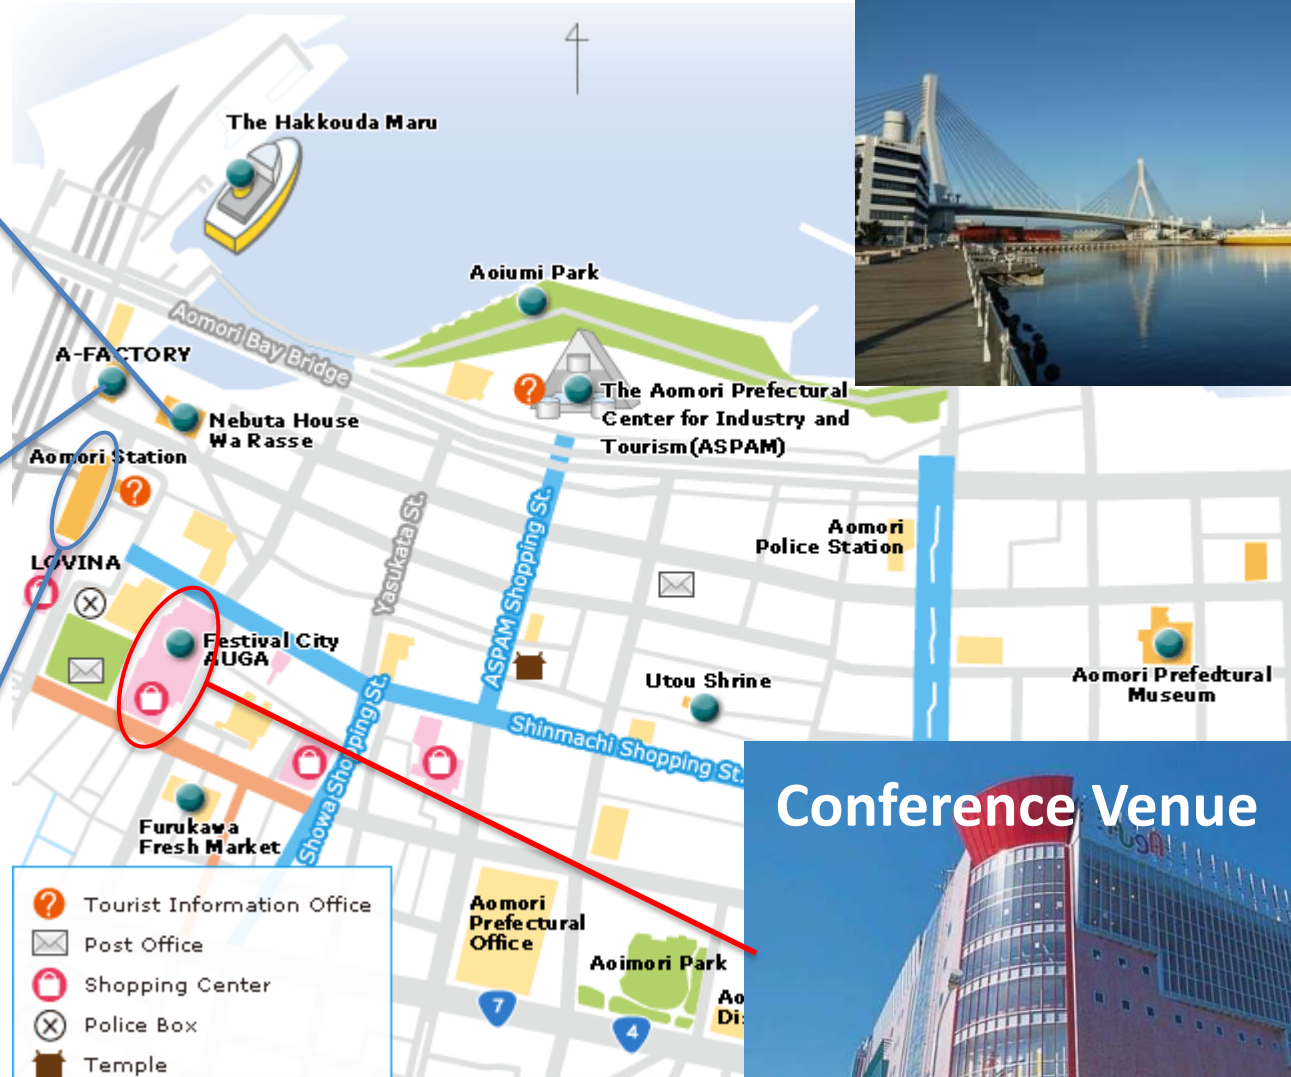 The Hakkouda Maru
Aoiumi Park
Aomori Bay Bridge
A-FACTORY
Nebuta House
Wa Rasse
The Aomori Prefectural
Center for Industry and
Tourism(ASPAM)
Aomori Station
Yasukata St.
ASPAM Shopping St.
Aomori
Police Station
LOVINA
Festival City
AUGA
Utou Shrine
Aomori Prefedtural
Museum
Shinmachi Shopping St.
Showa Shopping St.
Conference Venue
AUGA
Furukawa
Fresh Market
Aomori
Prefectural
Office
Aoimori Park
7
4
Tourist Information Office
Post Office
Shopping Center
Police Box
Temple